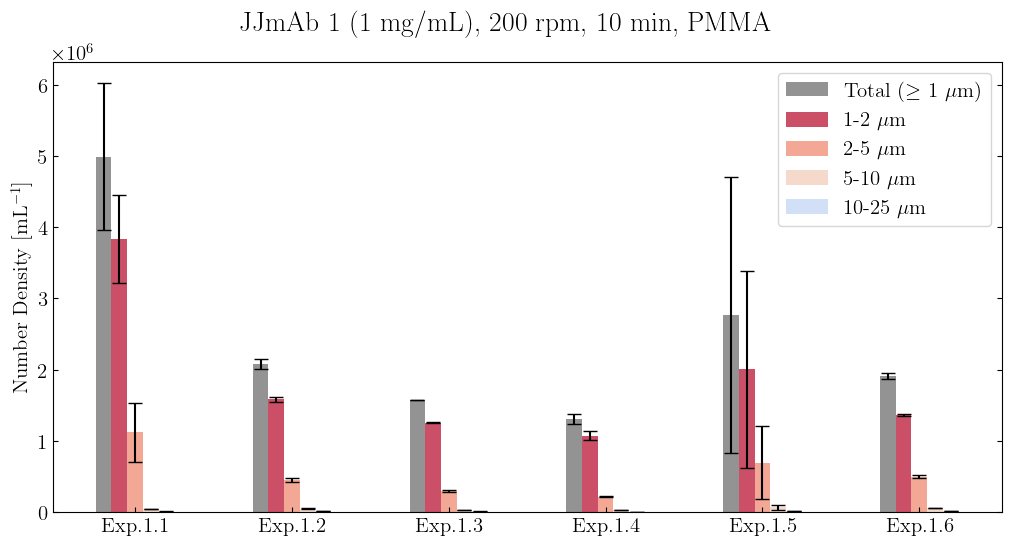 JJmAb 1 (1 mg/mL), 200 rpm, 10 min, PMMA
×10⁶
Number Density [mL⁻¹]
6
5
4
3
2
1
0
Total (≥ 1 μm)
1-2 μm
2-5 μm
5-10 μm
10-25 μm
Exp.1.1 Exp.1.2 Exp.1.3 Exp.1.4 Exp.1.5 Exp.1.6